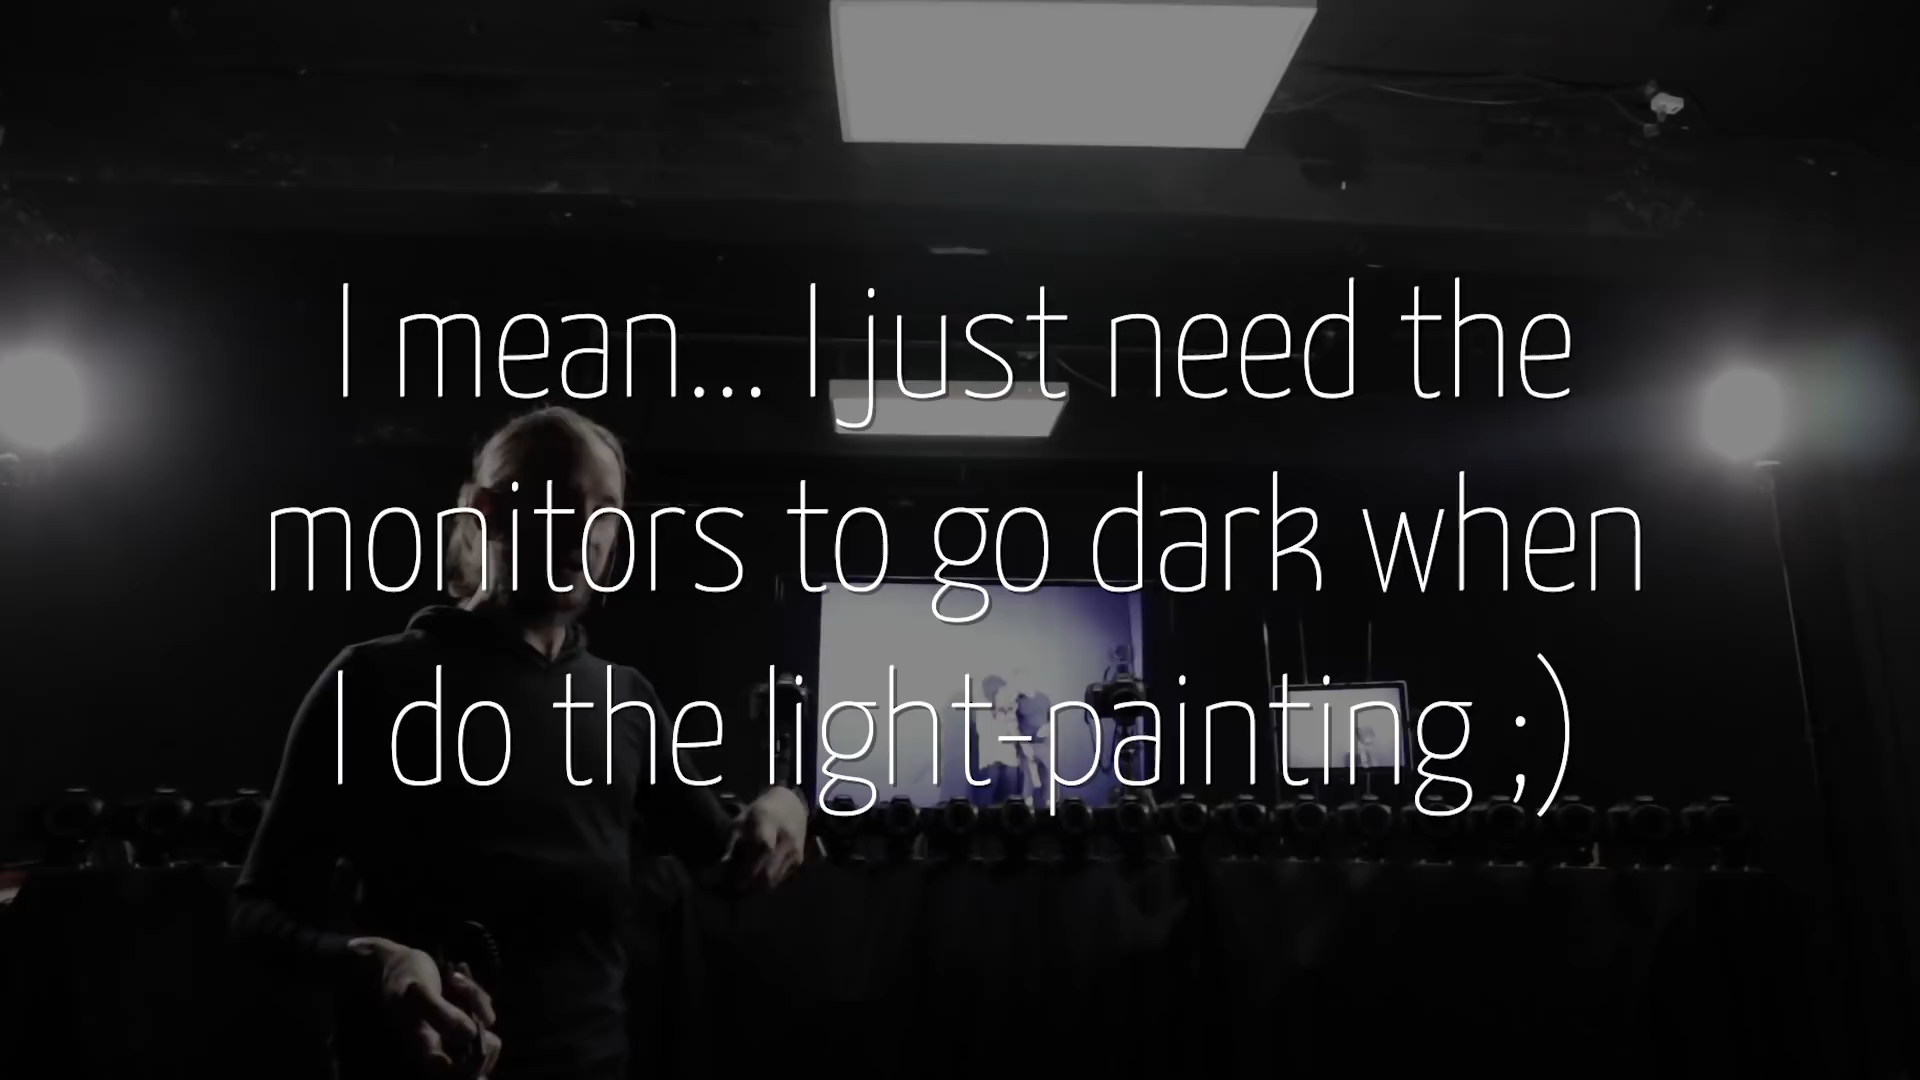 I mean... I just need the
monitors to go dark when
I do the light-painting ;)